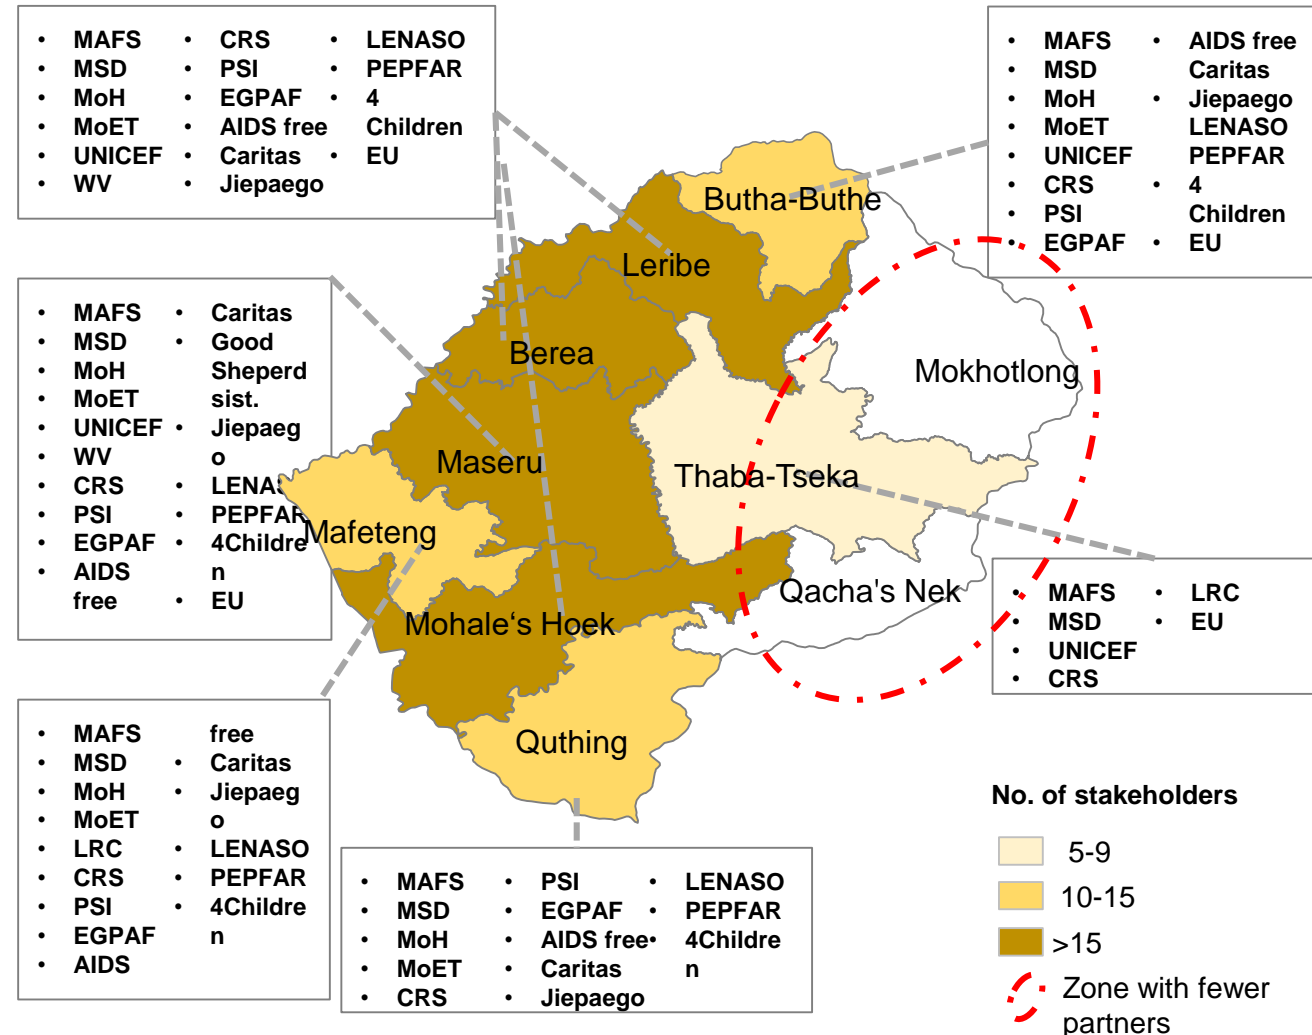 • MAFS
• MSD
• MoH
• MoET
• UNICEF
• WV
• CRS
• PSI
• EGPAF
• AIDS free
• Caritas
• Jiepaego
• LENASO
• PEPFAR
• 4
Children
• EU
• MAFS
• MSD
• MoH
• MoET
• UNICEF
• CRS
• PSI
• EGPAF
• AIDS free
Caritas
• Jiepaego
LENASO
PEPFAR
• 4
Children
• EU
• MAFS
• MSD
• MoH
• MoET
• UNICEF
• WV
• CRS
• PSI
• EGPAF
• AIDS
free
• Caritas
• Good
Sheperd
sist.
• Jiepaeg
o
• LENAS
• PEPFAR
• 4Childre
n
• EU
Butha-Buthe
Leribe
Berea
Mokhotlong
Maseru
Thaba-Tseka
Mafeteng
Qacha's Nek
Mohale‘s Hoek
Quthing
• MAFS
• MSD
• UNICEF
• CRS
• LRC
• EU
• MAFS
• MSD
• MoH
• MoET
• LRC
• CRS
• PSI
• EGPAF
• AIDS
free
• Caritas
• Jiepaeg
o
• LENASO
• PEPFAR
• 4Childre
n
• MAFS
• MSD
• MoH
• MoET
• CRS
• PSI
• EGPAF
• AIDS free
• Caritas
• Jiepaego
• LENASO
• PEPFAR
• 4Childre
n
No. of stakeholders
5-9
10-15
>15
Zone with fewer
partners